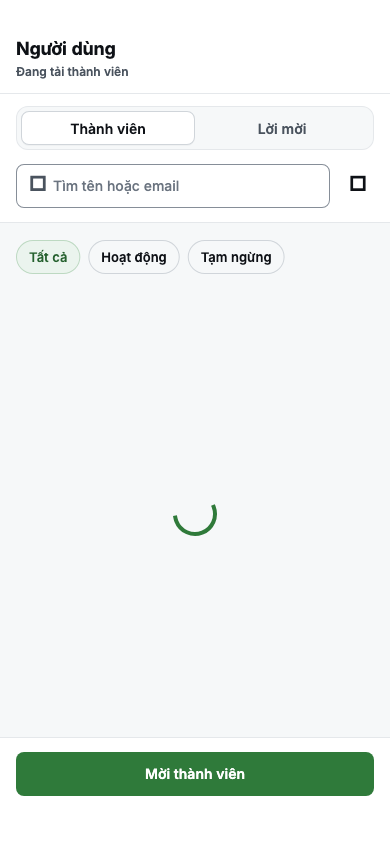 Người dùng
Đang tải thành viên
Thành viên
Lời mời
Tìm tên hoặc email
Tất cả
Hoạt động
Tạm ngừng
Mời thành viên